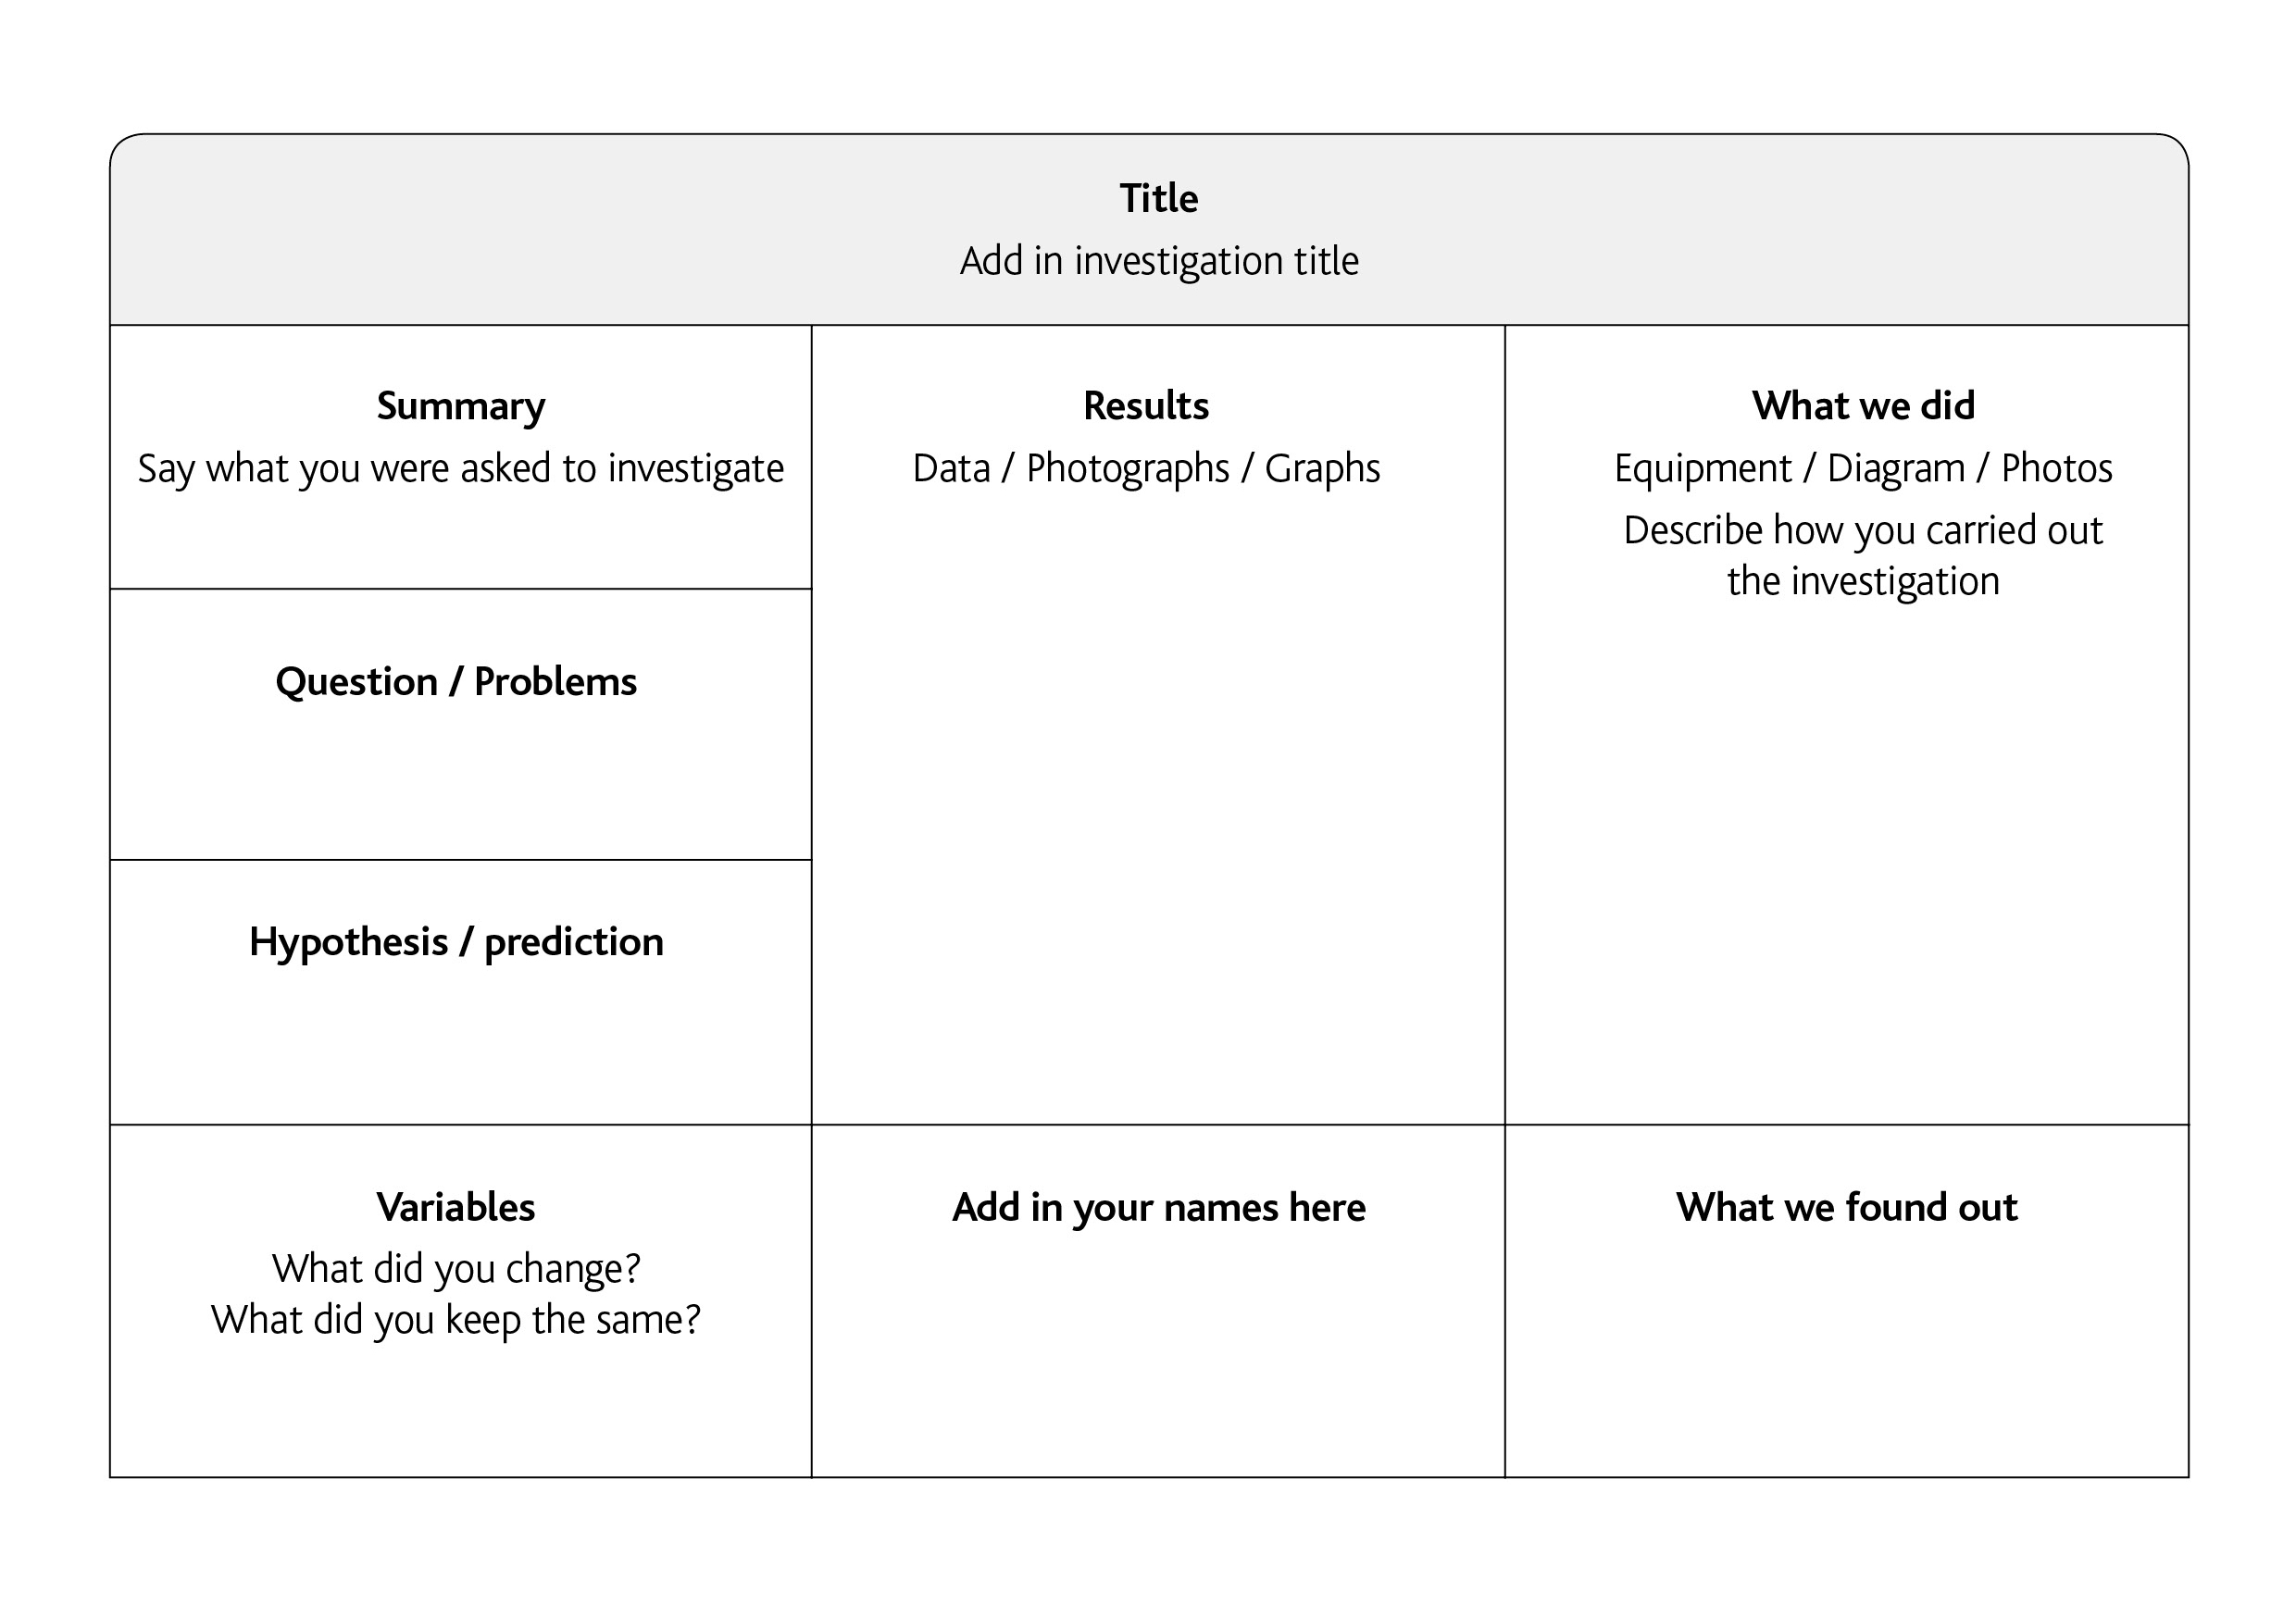 Title
Add in investigation title
Summary
Say what you were asked to investigate
Question / Problems
Hypothesis / prediction
Variables
What did you change?
What did you keep the same?
Results
Data / Photographs / Graphs
Add in your names here
What we did
Equipment / Diagram / Photos
Describe how you carried out
the investigation
What we found out